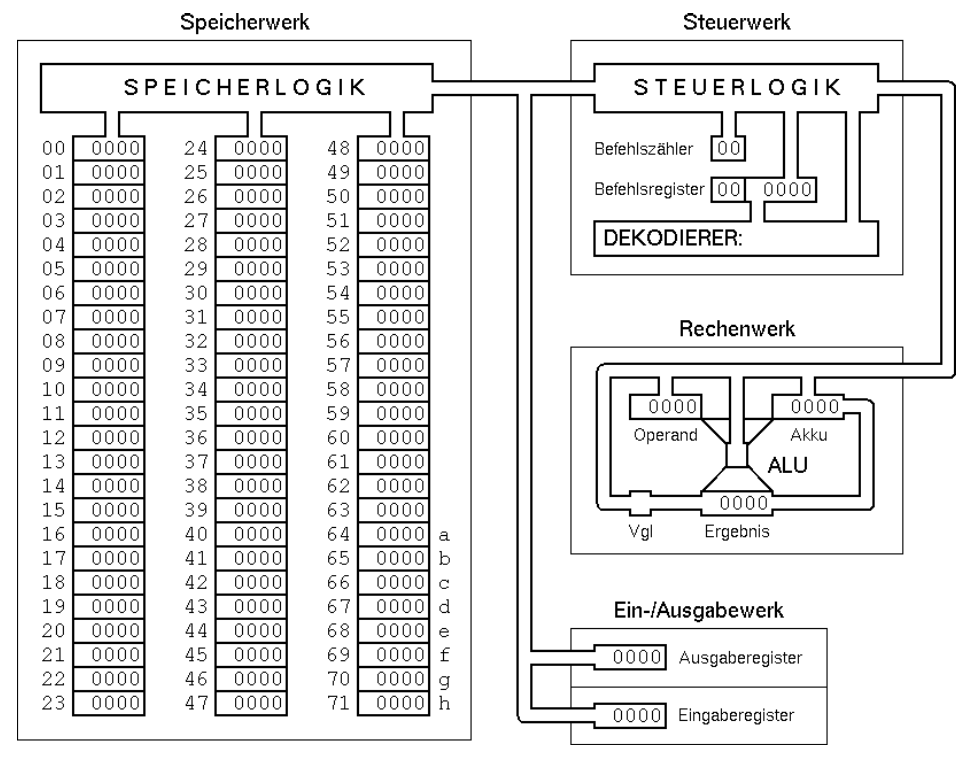 Speicherwerk
SPEICHERLOGIK
00 0000 24 0000 48 0000
01 0000 25 0000 49 0000
02 0000 26 0000 50 0000
03 0000 27 0000 51 0000
04 0000 28 0000 52 0000
05 0000 29 0000 53 0000
06 0000 30 0000 54 0000
07 0000 31 0000 55 0000
08 0000 32 0000 56 0000
09 0000 33 0000 57 0000
10 0000 34 0000 58 0000
11 0000 35 0000 59 0000
12 0000 36 0000 60 0000
13 0000 37 0000 61 0000
14 0000 38 0000 62 0000
15 0000 39 0000 63 0000
16 0000 40 0000 64 0000 a
17 0000 41 0000 65 0000 b
18 0000 42 0000 66 0000 c
19 0000 43 0000 67 0000 d
20 0000 44 0000 68 0000 e
21 0000 45 0000 69 0000 f
22 0000 46 0000 70 0000 g
23 0000 47 0000 71 0000 h
Steuerwerk
STEUERLOGIK
Befehlszähler 00
Befehlsregister 00 0000
DEKODIERER:
Rechenwerk
0000 0000
Operand Akku
ALU
0000
Vgl Ergebnis
Ein-/Ausgabewerk
0000 Ausgaberegister
0000 Eingaberegister